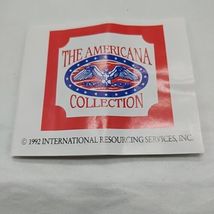 THE AMERICANA
COLLECTION
© 1992 INTERNATIONAL RESOURCING SERVICES, INC.